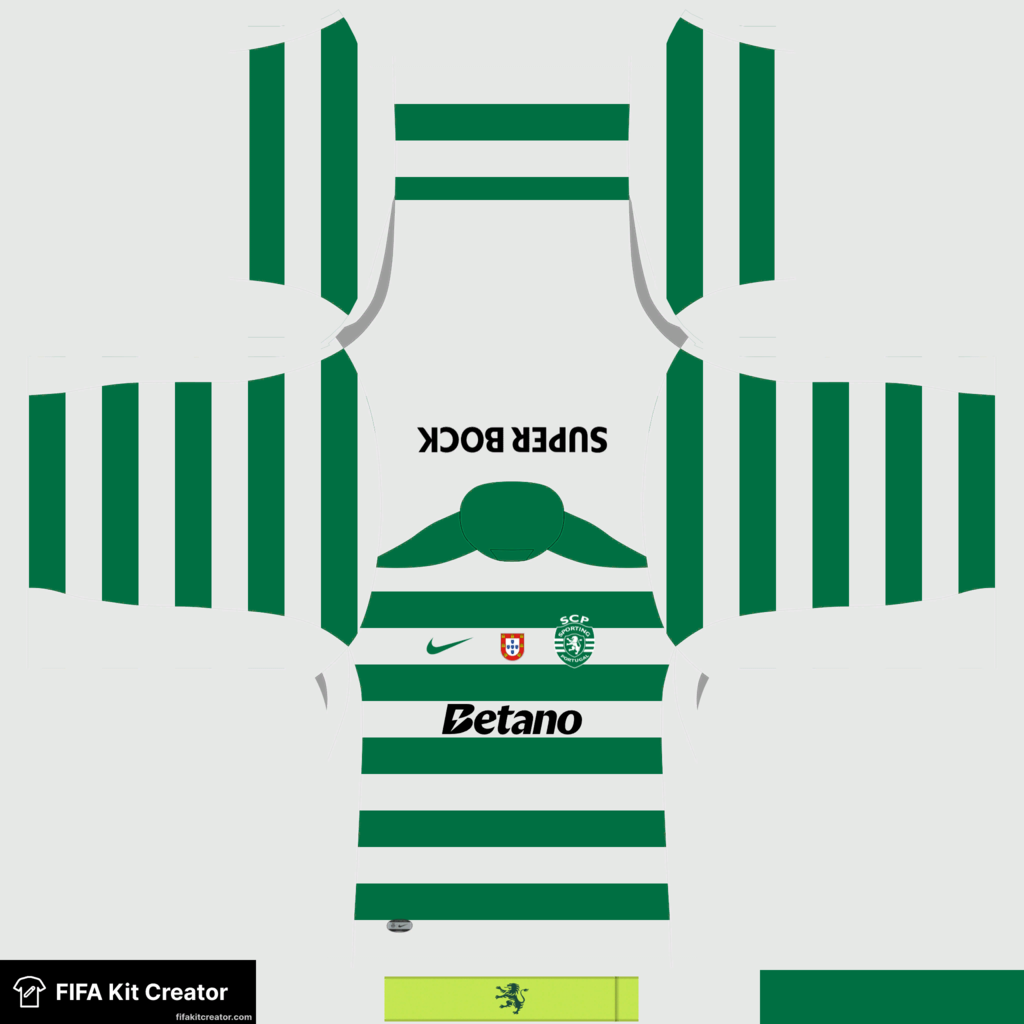 SUPER BOCK
SCP
SPORTING
PORTUGAL
Betano
FIFA Kit Creator
fifakitcreator.com